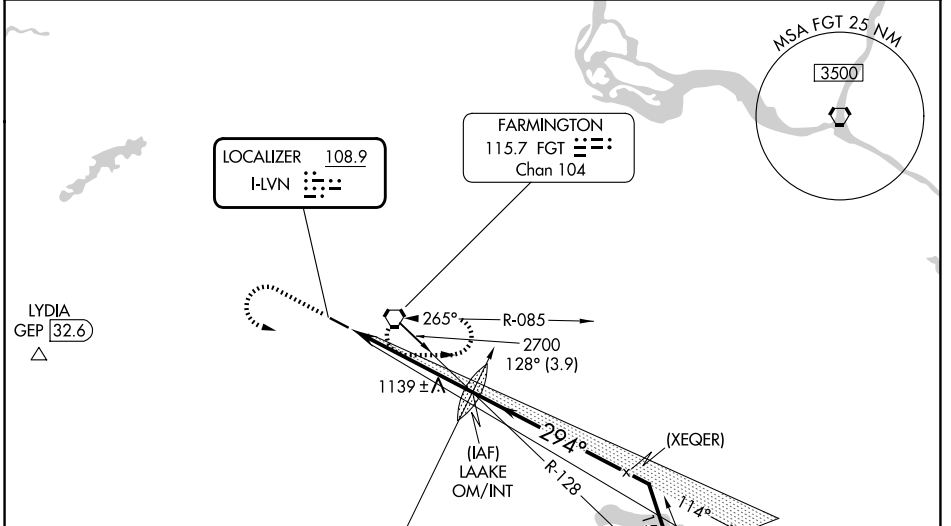 MSA FGT 25 NM
3500
FARMINGTON
115.7 FGT
Chan 104
LOCALIZER 108.9
I-LVN
LYDIA
GEP 32.6
265°
R-085
2700
128° (3.9)
1139 ±
294°
(XEQER)
(IAF)
LAAKE
OM/INT
R-128
114°